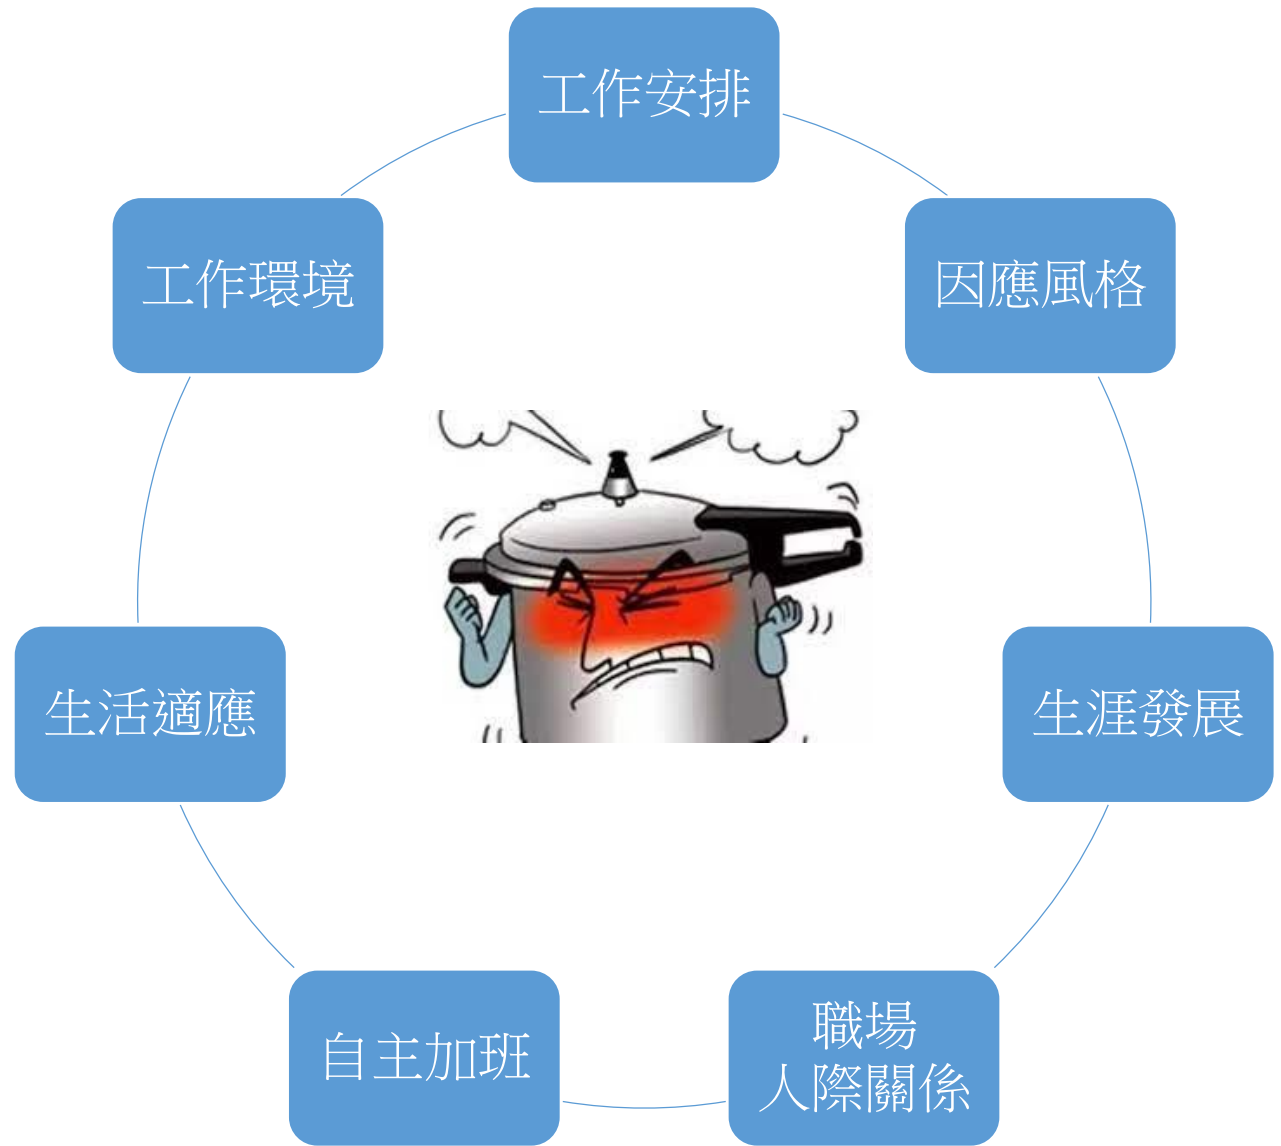 工作安排
因應風格
生涯發展
職場
人際關係
自主加班
生活適應
工作環境